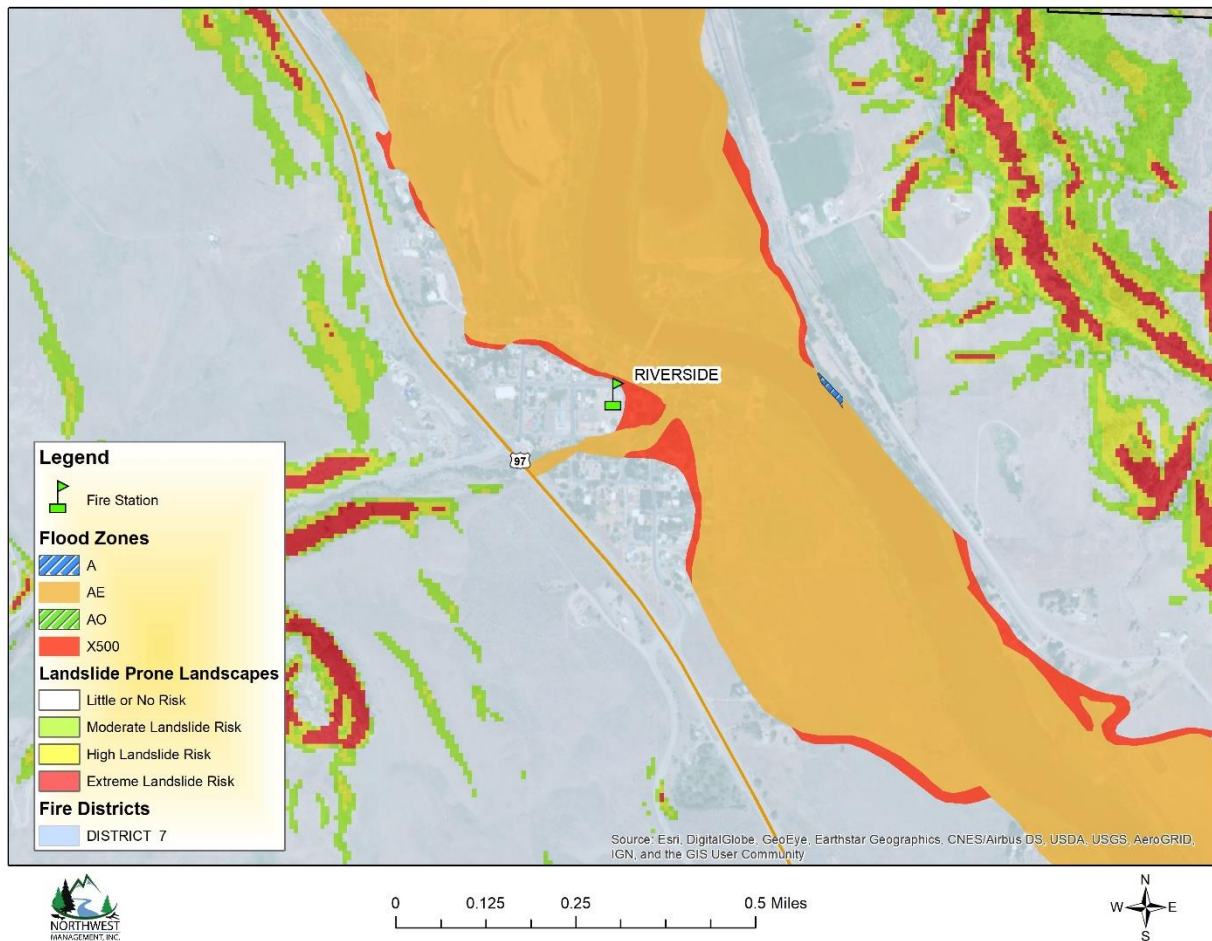 RIVERSIDE
97
Legend
Fire Station
Flood Zones
A
AE
AO
X500
Landslide Prone Landscapes
Little or No Risk
Moderate Landslide Risk
High Landslide Risk
Extreme Landslide Risk
Fire Districts
DISTRICT 7
Source: Esri, DigitalGlobe, GeoEye, Earthstar Geographics, CNES/Airbus DS, USDA, USGS, AeroGRID,
IGN, and the GIS User Community
NORTHWEST
MANAGEMENT, INC.
0 0.125 0.25 0.5 Miles
N
W E
S